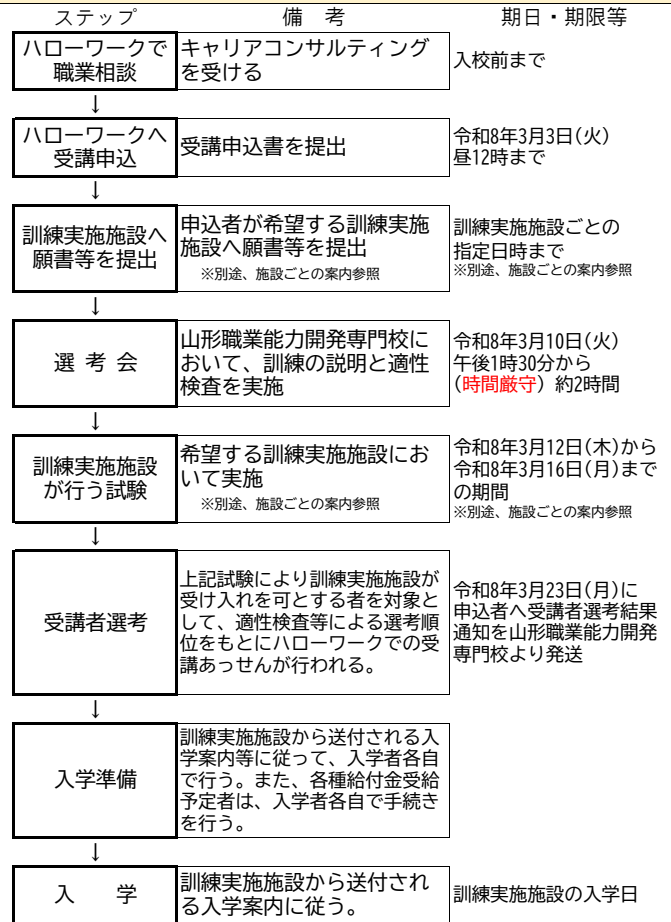 ステップ 備 考 期日・期限等
ハローワークで
職業相談
キャリアコンサルティング
を受ける
入校前まで
↓
ハローワークへ
受講申込
受講申込書を提出
令和8年3月3日(火)
昼12時まで
↓
訓練実施施設へ
願書等を提出
申込者が希望する訓練実施
施設へ願書等を提出
※別途、施設ごとの案内参照
訓練実施施設ごとの
指定日時まで
※別途、施設ごとの案内参照
↓
選 考 会
山形職業能力開発専門校に
おいて、訓練の説明と適性
検査を実施
令和8年3月10日(火)
午後1時30分から
(時間厳守) 約2時間
↓
訓練実施施設
が行う試験
希望する訓練実施施設にお
いて実施
※別途、施設ごとの案内参照
令和8年3月12日(木)から
令和8年3月16日(月)まで
の期間
※別途、施設ごとの案内参照
↓
受講者選考
上記試験により訓練実施施設が
受け入れを可とする者を対象と
して、適性検査等による選考順
位をもとにハローワークでの受
講あっせんが行われる。
令和8年3月23日(月)に
申込者へ受講者選考結果
通知を山形職業能力開発
専門校より発送
↓
入学準備
訓練実施施設から送付される入
学案内等に従って、入学者各自
で行う。また、各種給付金受給
予定者は、入学者各自で手続き
を行う。
↓
入 学
訓練実施施設から送付され
る入学案内に従う。
訓練実施施設の入学日